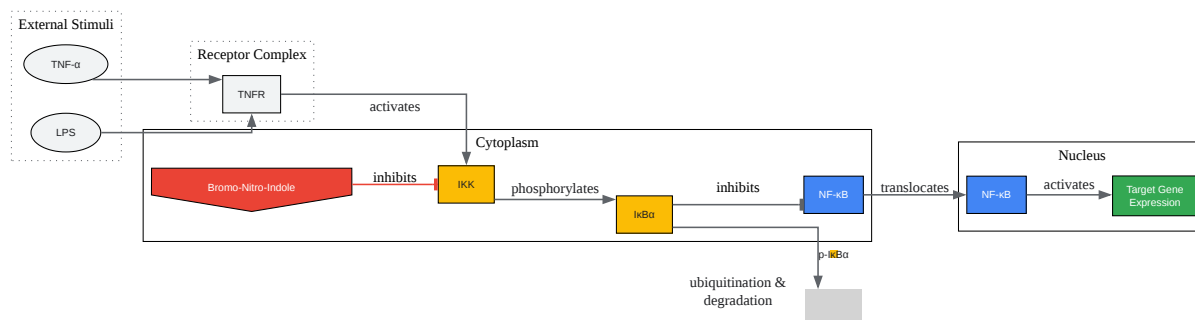 External Stimuli
TNF-α
LPS
Receptor Complex
TNFR
activates
Cytoplasm
Bromo-Nitro-Indole
inhibits
IKK
phosphorylates
IκBα
inhibits
NF-κB
translocates
Nucleus
NF-κB
activates
Target Gene
Expression
p-IκBα
ubiquitination &
degradation